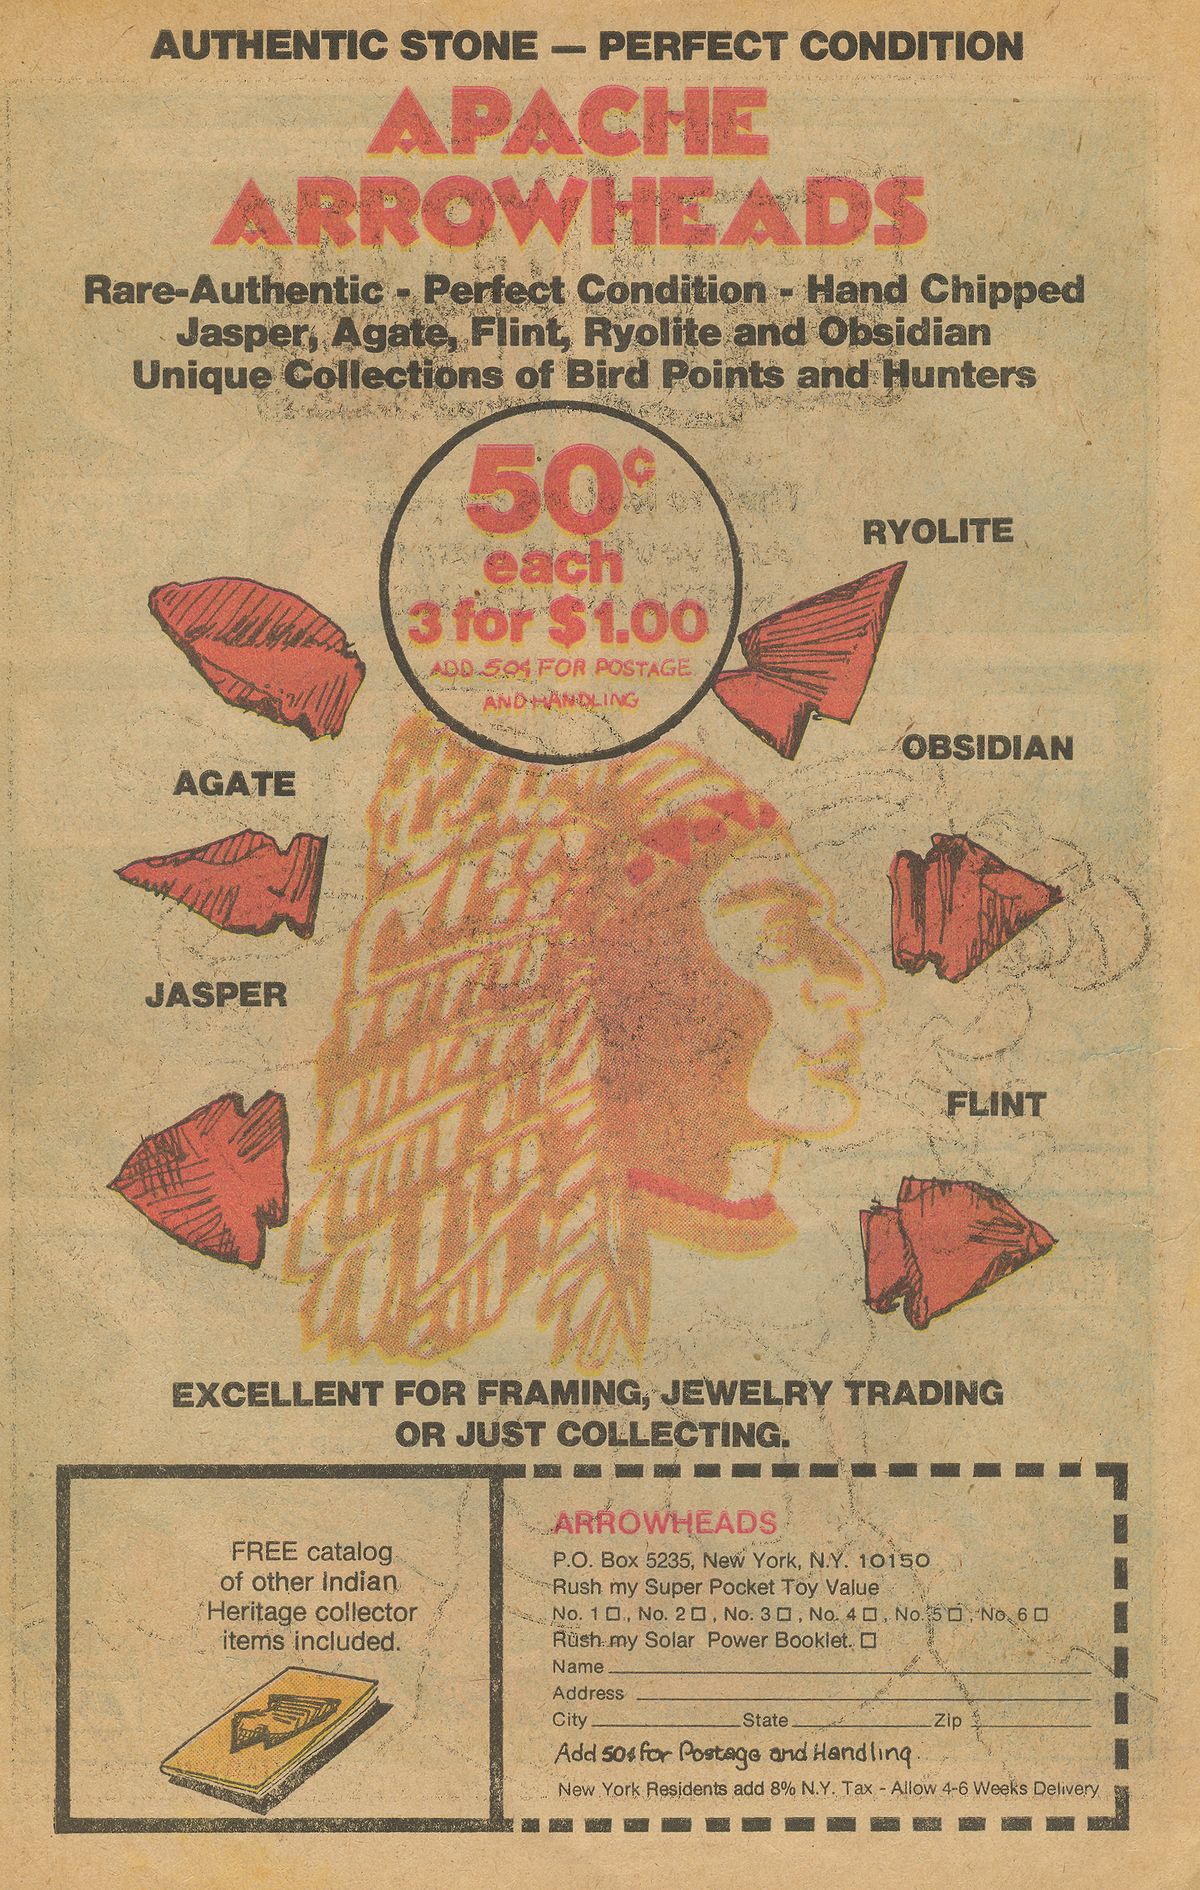 AUTHENTIC STONE — PERFECT CONDITION
APACHE
ARROWHEADS
Rare-Authentic - Perfect Condition - Hand Chipped
Jasper, Agate, Flint, Ryolite and Obsidian
Unique Collections of Bird Points and Hunters
50¢
each
3 for $1.00
ADD 50¢ FOR POSTAGE
AND HANDLING
RYOLITE
OBSIDIAN
AGATE
JASPER
FLINT
EXCELLENT FOR FRAMING, JEWELRY TRADING
OR JUST COLLECTING.
FREE catalog
of other Indian
Heritage collector
items included.
ARROWHEADS
P.O. Box 5235, New York, N.Y. 10150
Rush my Super Pocket Toy Value
No. 1 ☐, No. 2 ☐, No. 3 ☐, No. 4 ☐, No. 5 ☐, No. 6 ☐
Rush my Solar Power Booklet. ☐
Name
Address
City State Zip
Add 50¢ for Postage and Handling.
New York Residents add 8% N.Y. Tax - Allow 4-6 Weeks Delivery